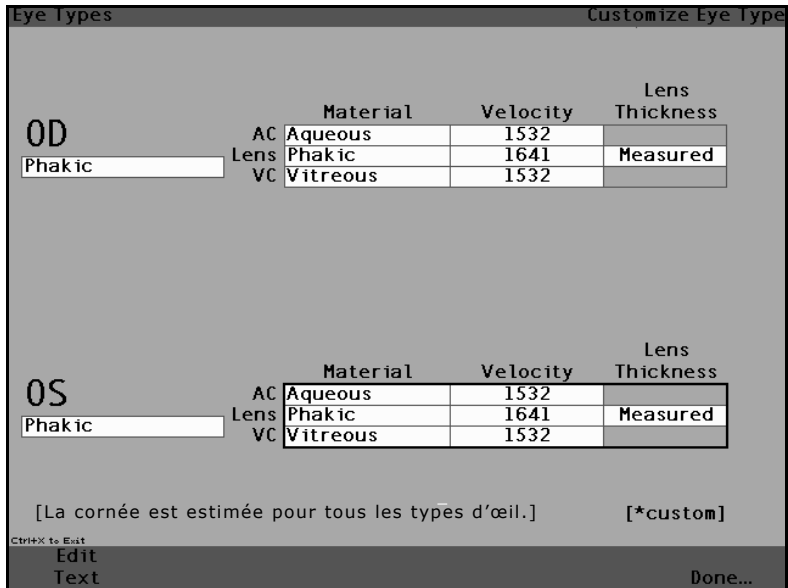 Eye Types Customize Eye Type
Lens
Material Velocity Thickness
OD
AC Aqueous 1532
Phakic
Lens Phakic 1641 Measured
VC Vitreous 1532
Lens
Material Velocity Thickness
OS
AC Aqueous 1532
Phakic
Lens Phakic 1641 Measured
VC Vitreous 1532
[La cornée est estimée pour tous les types d'œil.] [*custom]
Ctrl+X to Exit
Edit
Text Done...